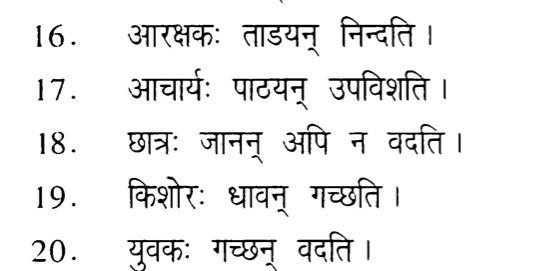 16. आरक्षकः ताडयन् निन्दति ।
17. आचार्यः पाठयन् उपविशति ।
18. छात्रः जानन् अपि न वदति ।
19. किशोरः धावन् गच्छति ।
20. युवकः गच्छन् वदति ।